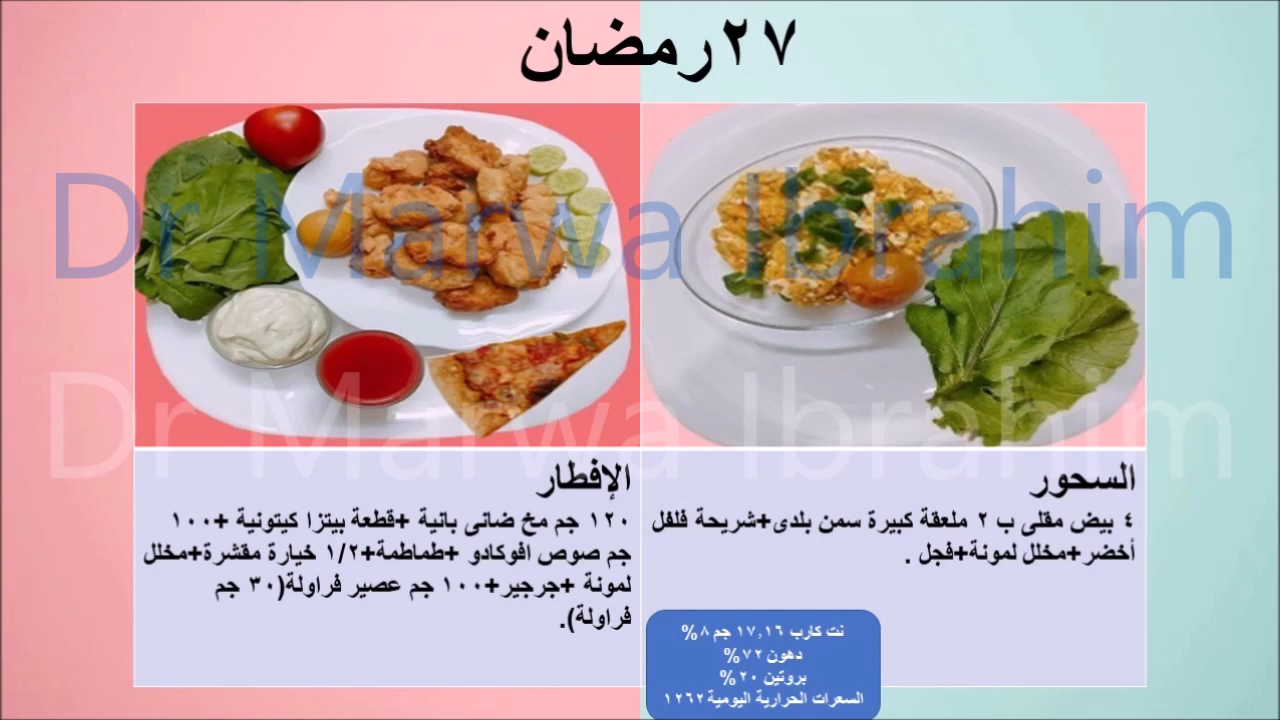 ٢٧رمضان
Dr Marwa Ibrahim
Dr Marwa Ibrahim
السحور
٤ بيض مقلى ب ٢ ملعقة كبيرة سمن بلدى+شريحة فلفل
أخضر+مخلل لمونة+فجل .
الإفطار
١٢٠ جم مخ ضانى بانية +قطعة بيتزا كيتونية +١٠٠
جم صوص افوكادو +طماطمة+١/٢ خيارة مقشرة+مخلل
لمونة +جرجير+١٠٠ جم عصير فراولة(٣٠ جم
فراولة).
نت كارب ١٧,١٦ جم ٨%
دهون ٧٢%
بروتين ٢٠%
السعرات الحرارية اليومية ١٢٦٢